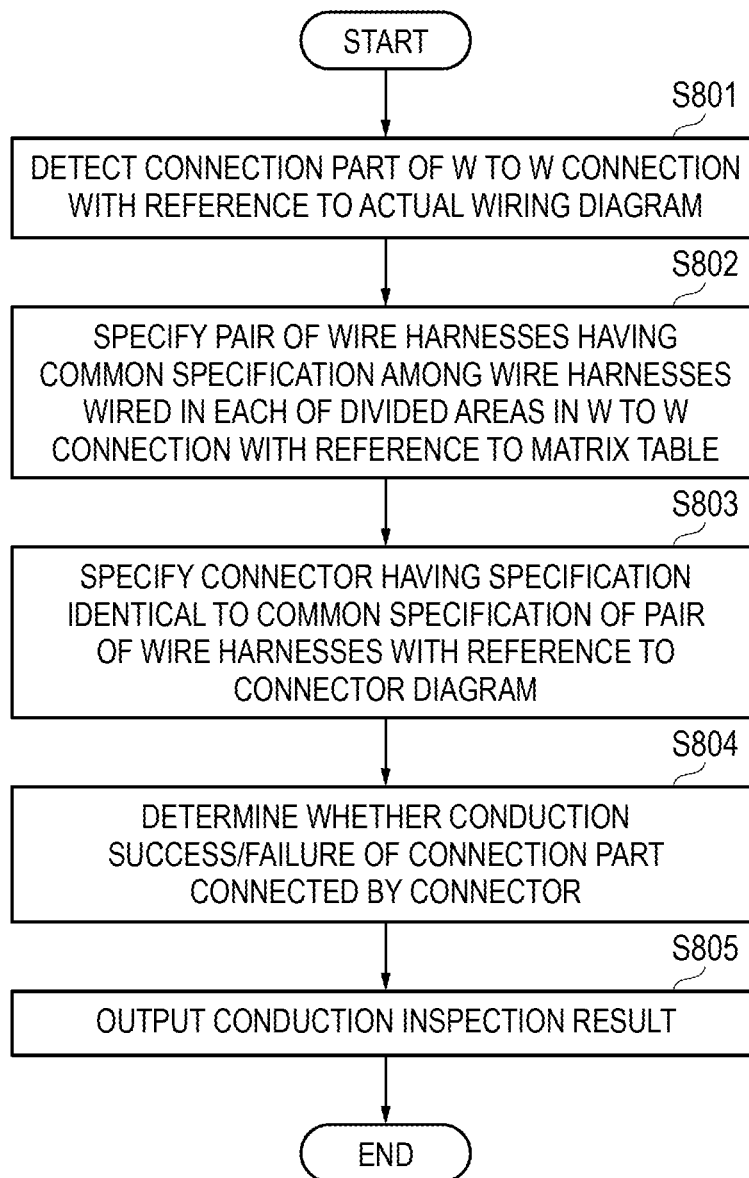 START
S801
DETECT CONNECTION PART OF W TO W CONNECTION
WITH REFERENCE TO ACTUAL WIRING DIAGRAM
S802
SPECIFY PAIR OF WIRE HARNESSES HAVING
COMMON SPECIFICATION AMONG WIRE HARNESSES
WIRED IN EACH OF DIVIDED AREAS IN W TO W
CONNECTION WITH REFERENCE TO MATRIX TABLE
S803
SPECIFY CONNECTOR HAVING SPECIFICATION
IDENTICAL TO COMMON SPECIFICATION OF PAIR
OF WIRE HARNESSES WITH REFERENCE TO
CONNECTOR DIAGRAM
S804
DETERMINE WHETHER CONDUCTION
SUCCESS/FAILURE OF CONNECTION PART
CONNECTED BY CONNECTOR
S805
OUTPUT CONDUCTION INSPECTION RESULT
END